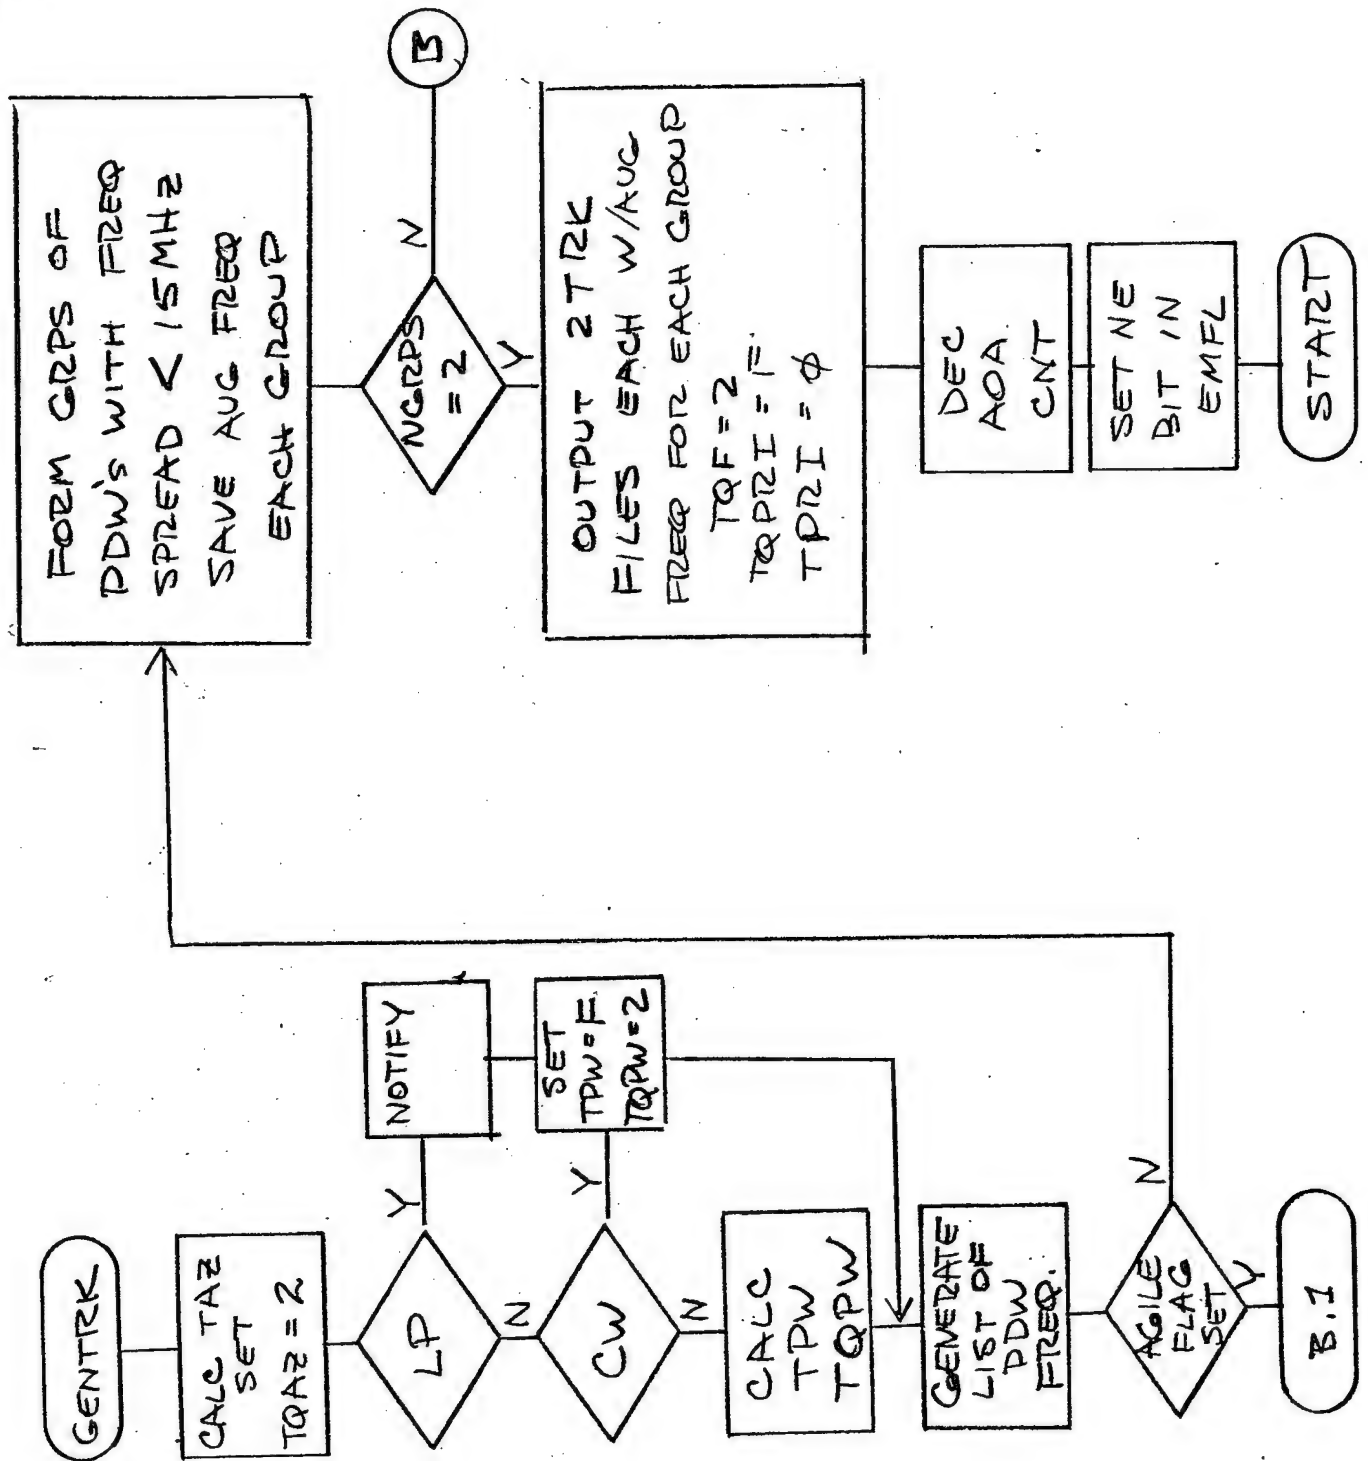 GENTRK
CALC TAZ
SET
TQAZ = 2
LP
Y
NOTIFY
N
CW
Y
SET
TPW=F
TQPW=2
N
CALC
TPW
TQPW
GENERATE
LIST OF
PDW
FREQ.
AGILE
FLAG
SET
N
Y
B.1
FORM GRPS OF
PDW's WITH FREQ
SPREAD < 15 MHz
SAVE AVG FREQ
EACH GROUP
NGRPS
= 2
N
B
Y
OUTPUT 2 TRK
FILES EACH W/AVG
FREQ FOR EACH GROUP
TQF = 2
TQPRI = F
TPRI = ϕ
DEC
AOA
CNT
SET NE
BIT IN
EMFL
START